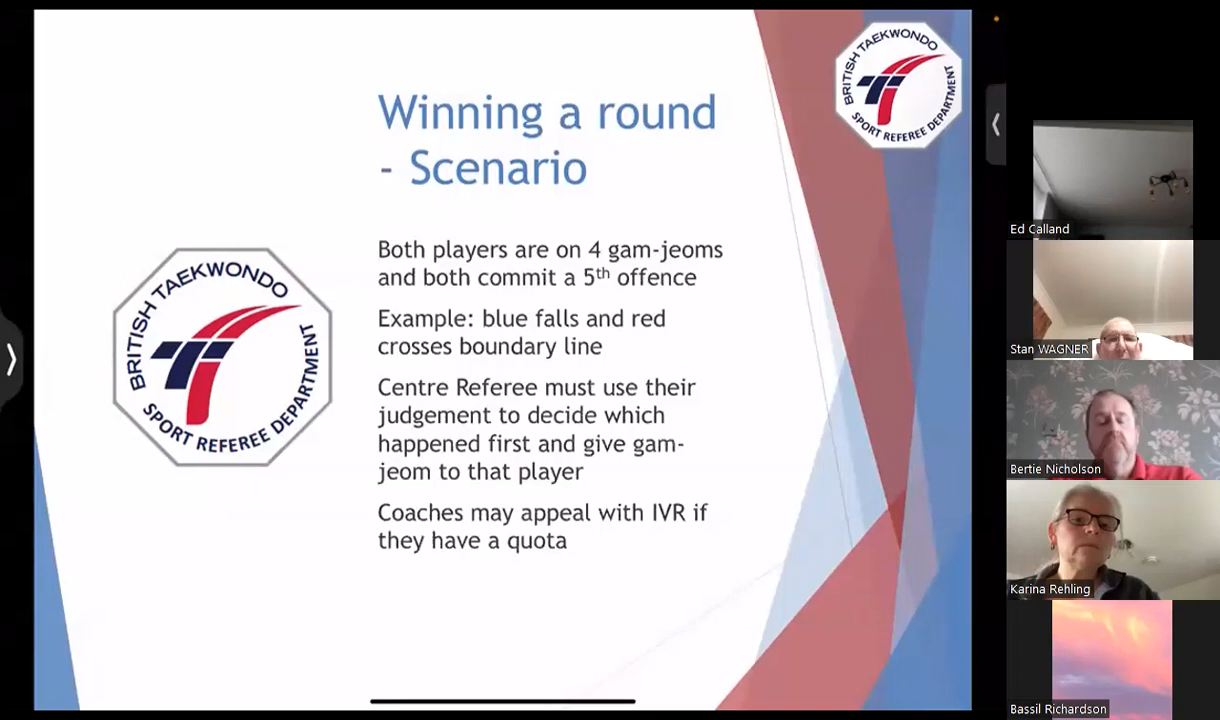 Winning a round
- Scenario
Both players are on 4 gam-jeoms
and both commit a 5th offence
Example: blue falls and red
crosses boundary line
Centre Referee must use their
judgement to decide which
happened first and give gam-
jeom to that player
Coaches may appeal with IVR if
they have a quota
BRITISH TAEKWONDO
SPORT REFEREE DEPARTMENT
BRITISH TAEKWONDO
SPORT REFEREE DEPARTMENT
Ed Calland
Stan WAGNER
Bertie Nicholson
Karina Rehling
Bassil Richardson